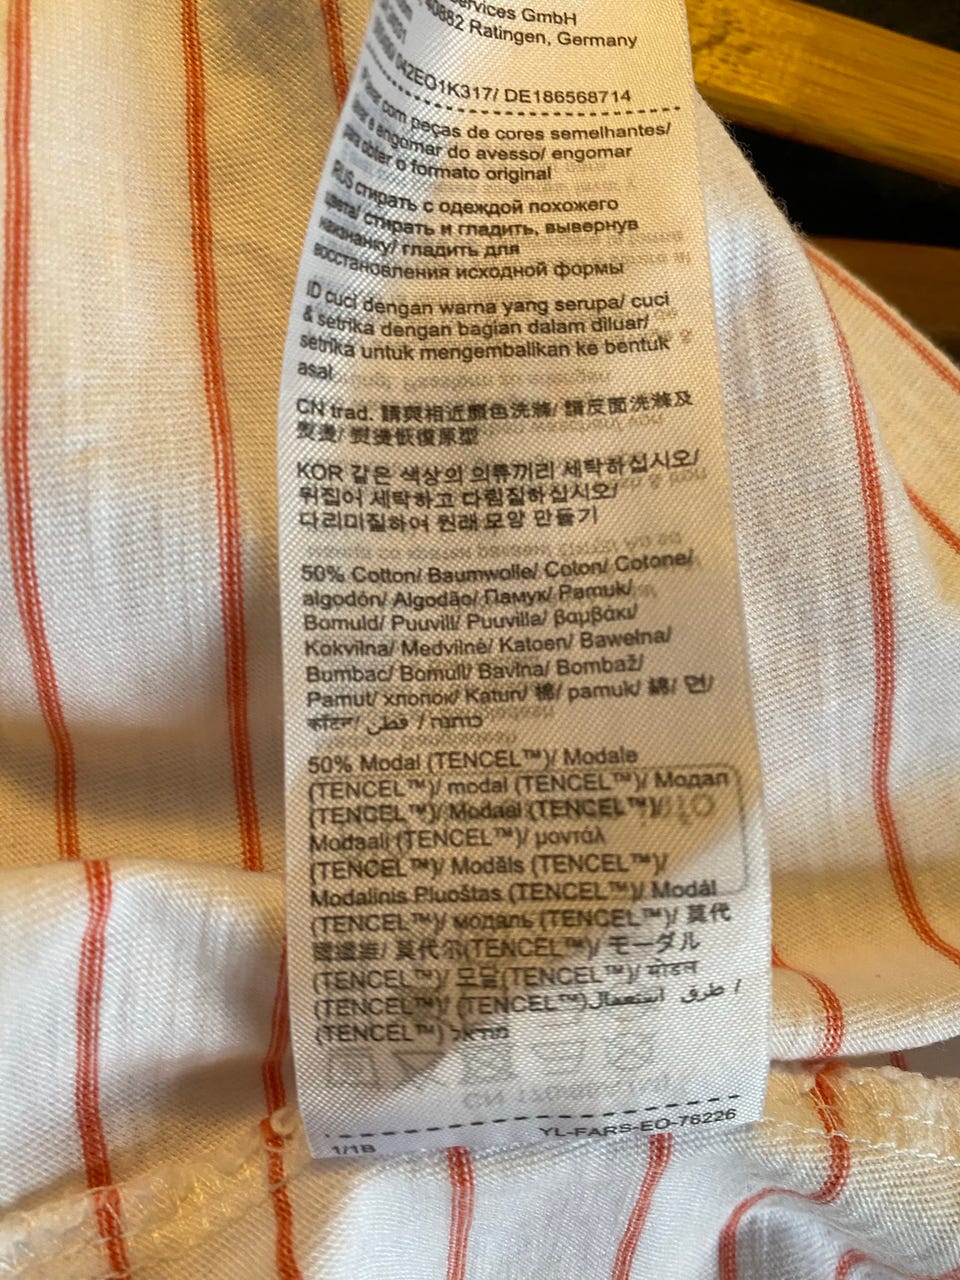 Services GmbH
40882 Ratingen, Germany
042EO1K317/ DE186568714
com peças de cores semelhantes/
e engomar do avesso/ engomar
para obter o formato original
RUS стирать с одеждой похожего
цвета/ стирать и гладить, вывернув
наизнанку/ гладить для
восстановления исходной формы
ID cuci dengan warna yang serupa/ cuci
& setrika dengan bagian dalam diluar/
setrika untuk mengembalikan ke bentuk
asal
CN trad. 請與相近顏色洗滌/ 請反面洗滌及
熨燙/ 熨燙恢復原型
KOR 같은 색상의 의류끼리 세탁하십시오/
뒤집어 세탁하고 다림질하십시오/
다리미질하여 원래 모양 만들기
50% Cotton/ Baumwolle/ Coton/ Cotone/
algodón/ Algodão/ Памук/ Pamuk/
Bomuld/ Puuvill/ Puuvilla/ βαμβάκι/
Kokvilna/ Medvilnė/ Katoen/ Bawełna/
Bumbac/ Bomull/ Bavlna/ Bombaž/
Pamut/ хлопок/ Katun/ 棉/ pamuk/ 綿/ 면/
कॉटन/ قطن / כותנה
50% Modal (TENCEL™)/ Modale
(TENCEL™)/ modal (TENCEL™)/ Модал
(TENCEL™)/ Modaal (TENCEL™)/
Modaali (TENCEL™)/ μοντάλ
(TENCEL™)/ Modāls (TENCEL™)/
Modalinis Pluoštas (TENCEL™)/ Modál
(TENCEL™)/ модаль (TENCEL™)/ 莫代
爾纖維/ 莫代尔(TENCEL™)/ モーダル
(TENCEL™)/ 모달(TENCEL™)/ मोडल
(TENCEL™)/ (TENCEL™)طرق استعمال /
(TENCEL™) מודאל
YL-FARS-EO-76226
1/1B